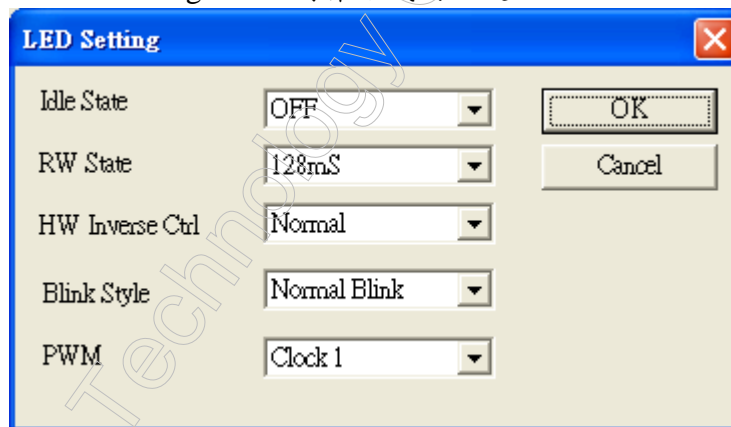 LED Setting
Idle State OFF OK
RW State 128mS Cancel
HW Inverse Ctrl Normal
Blink Style Normal Blink
PWM Clock 1
Technology